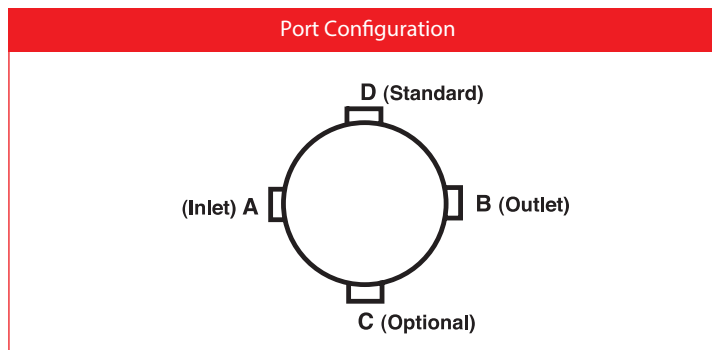 Port Configuration
D (Standard)
(Inlet) A
B (Outlet)
C (Optional)